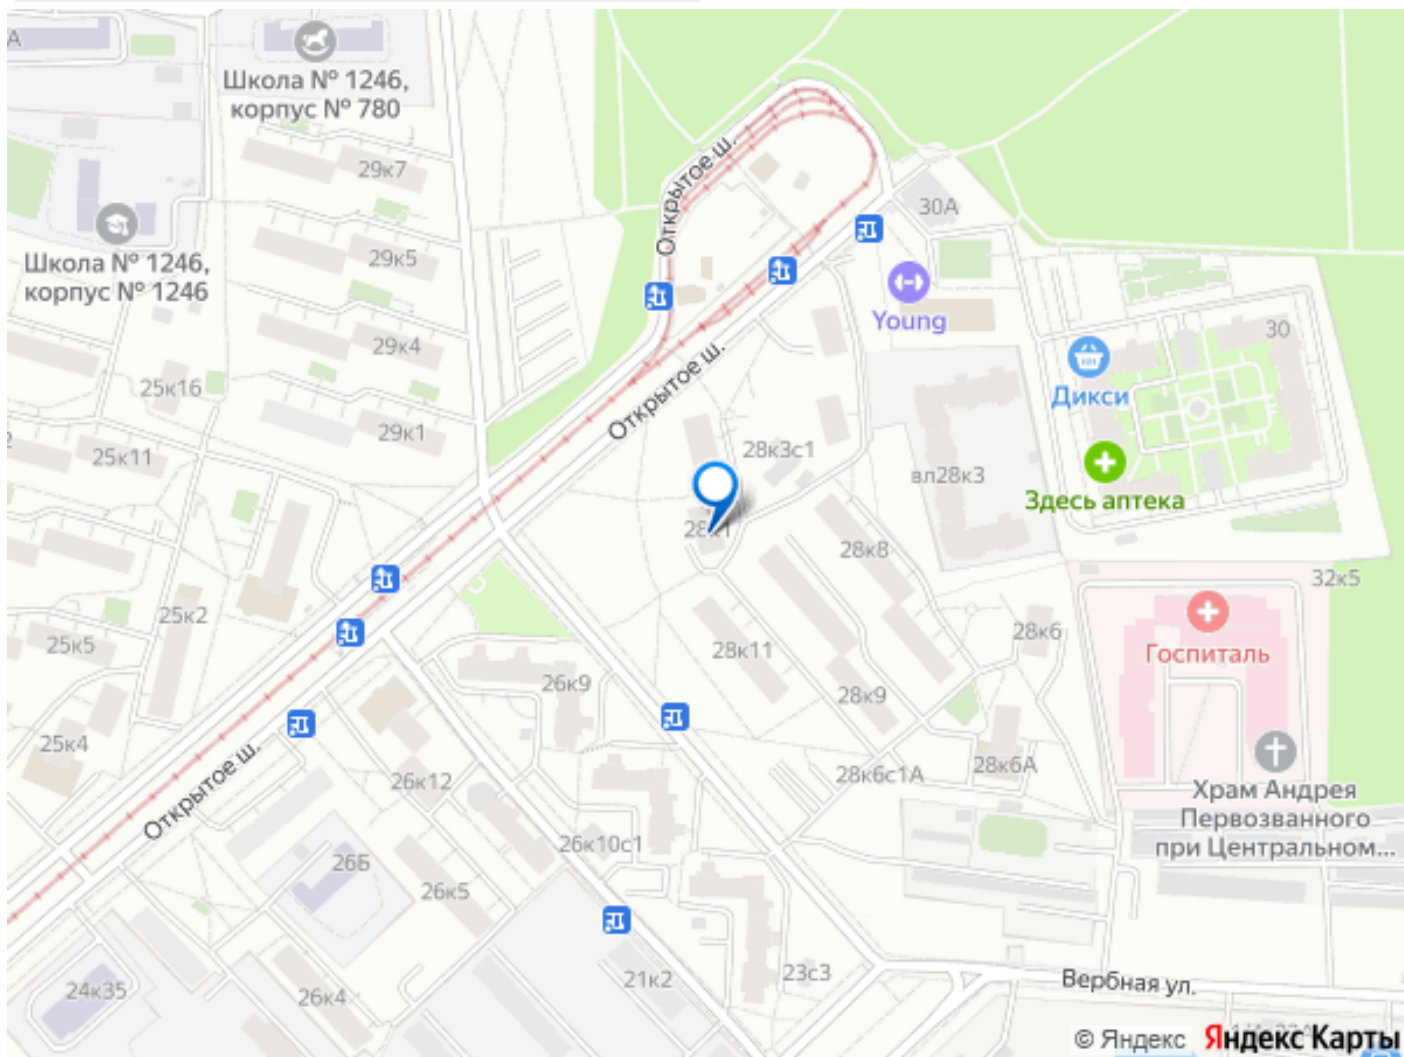 А
Школа № 1246,
корпус № 780
29к7
Открытое ш.
30А
Школа № 1246,
корпус № 1246
29к5
Young
30
29к4
Дикси
25к16
Открытое ш.
29к1
25к11
28к3с1
вл28к3
Здесь аптека
28к8
32к5
25к2
28к6
25к5
28к11
Госпиталь
26к9
28к9
25к4
26к12
28к6с1А
28к6А
Открытое ш.
Храм Андрея
Первозванного
при Центральном...
26к10с1
26Б
26к5
23с3
21к2
24к35
26к4
Вербная ул.
© Яндекс Яндекс Карты